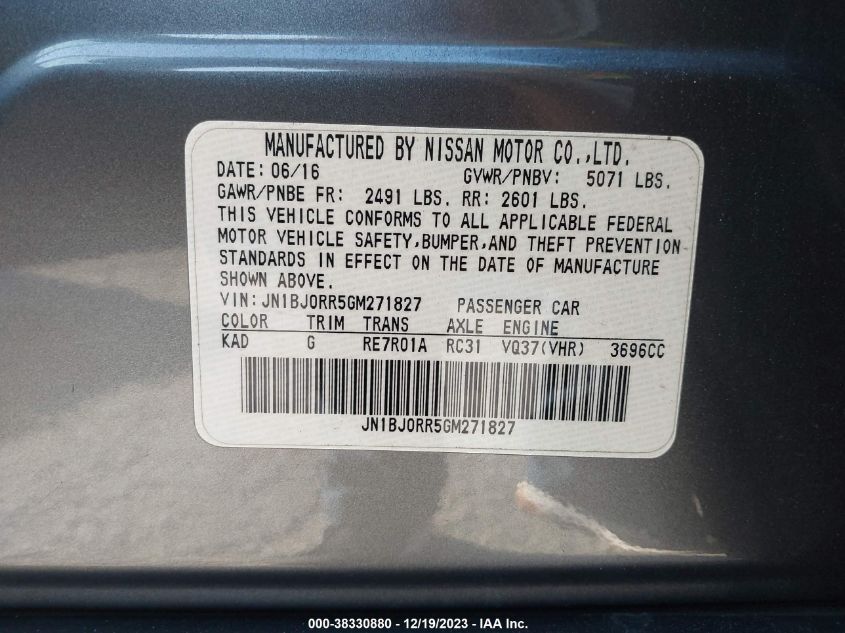 MANUFACTURED BY NISSAN MOTOR CO.,LTD.
DATE: 06/16 GVWR/PNBV: 5071 LBS.
GAWR/PNBE FR: 2491 LBS. RR: 2601 LBS.
THIS VEHICLE CONFORMS TO ALL APPLICABLE FEDERAL
MOTOR VEHICLE SAFETY,BUMPER,AND THEFT PREVENTION
STANDARDS IN EFFECT ON THE DATE OF MANUFACTURE
SHOWN ABOVE.
VIN: JN1BJ0RR5GM271827 PASSENGER CAR
COLOR TRIM TRANS AXLE ENGINE
KAD G RE7R01A RC31 VQ37(VHR) 3696CC
JN1BJ0RR5GM271827
000-38330880 - 12/19/2023 - IAA Inc.